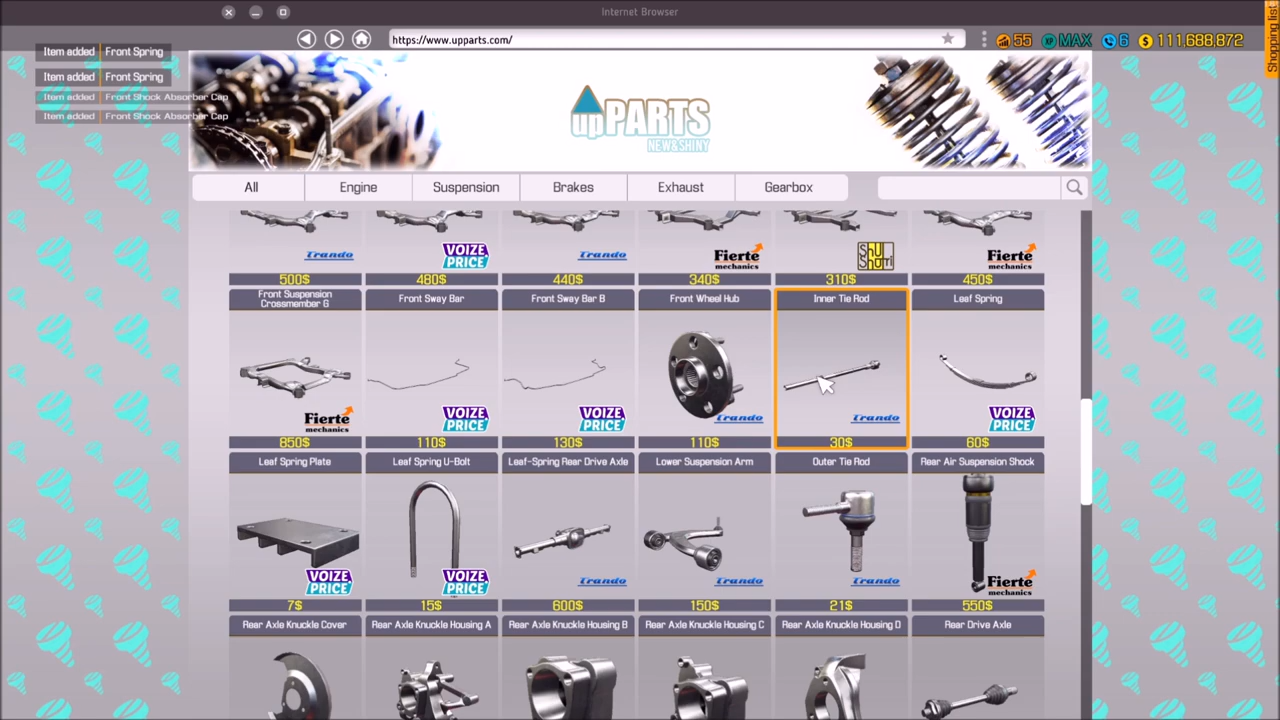 Internet Browser
https://www.upparts.com/
55
XP MAX
6
$ 111,688,872
Shopping list
Item added Front Spring
Item added Front Spring
Item added Front Shock Absorber Cap
Item added Front Shock Absorber Cap
upPARTS
NEW&SHINY
All Engine Suspension Brakes Exhaust Gearbox
Trando VOIZE PRICE Trando Fierte mechanics Shul Fierte mechanics
500$ 480$ 440$ 340$ 310$ 450$
Front Suspension Crossmember G Front Sway Bar Front Sway Bar B Front Wheel Hub Inner Tie Rod Leaf Spring
Fierte mechanics VOIZE PRICE VOIZE PRICE Trando Trando VOIZE PRICE
850$ 110$ 130$ 110$ 30$ 60$
Leaf Spring Plate Leaf Spring U-Bolt Leaf-Spring Rear Drive Axle Lower Suspension Arm Outer Tie Rod Rear Air Suspension Shock
VOIZE PRICE VOIZE PRICE Trando Trando Trando Fierte mechanics
7$ 15$ 600$ 150$ 21$ 550$
Rear Axle Knuckle Cover Rear Axle Knuckle Housing A Rear Axle Knuckle Housing B Rear Axle Knuckle Housing C Rear Axle Knuckle Housing D Rear Drive Axle